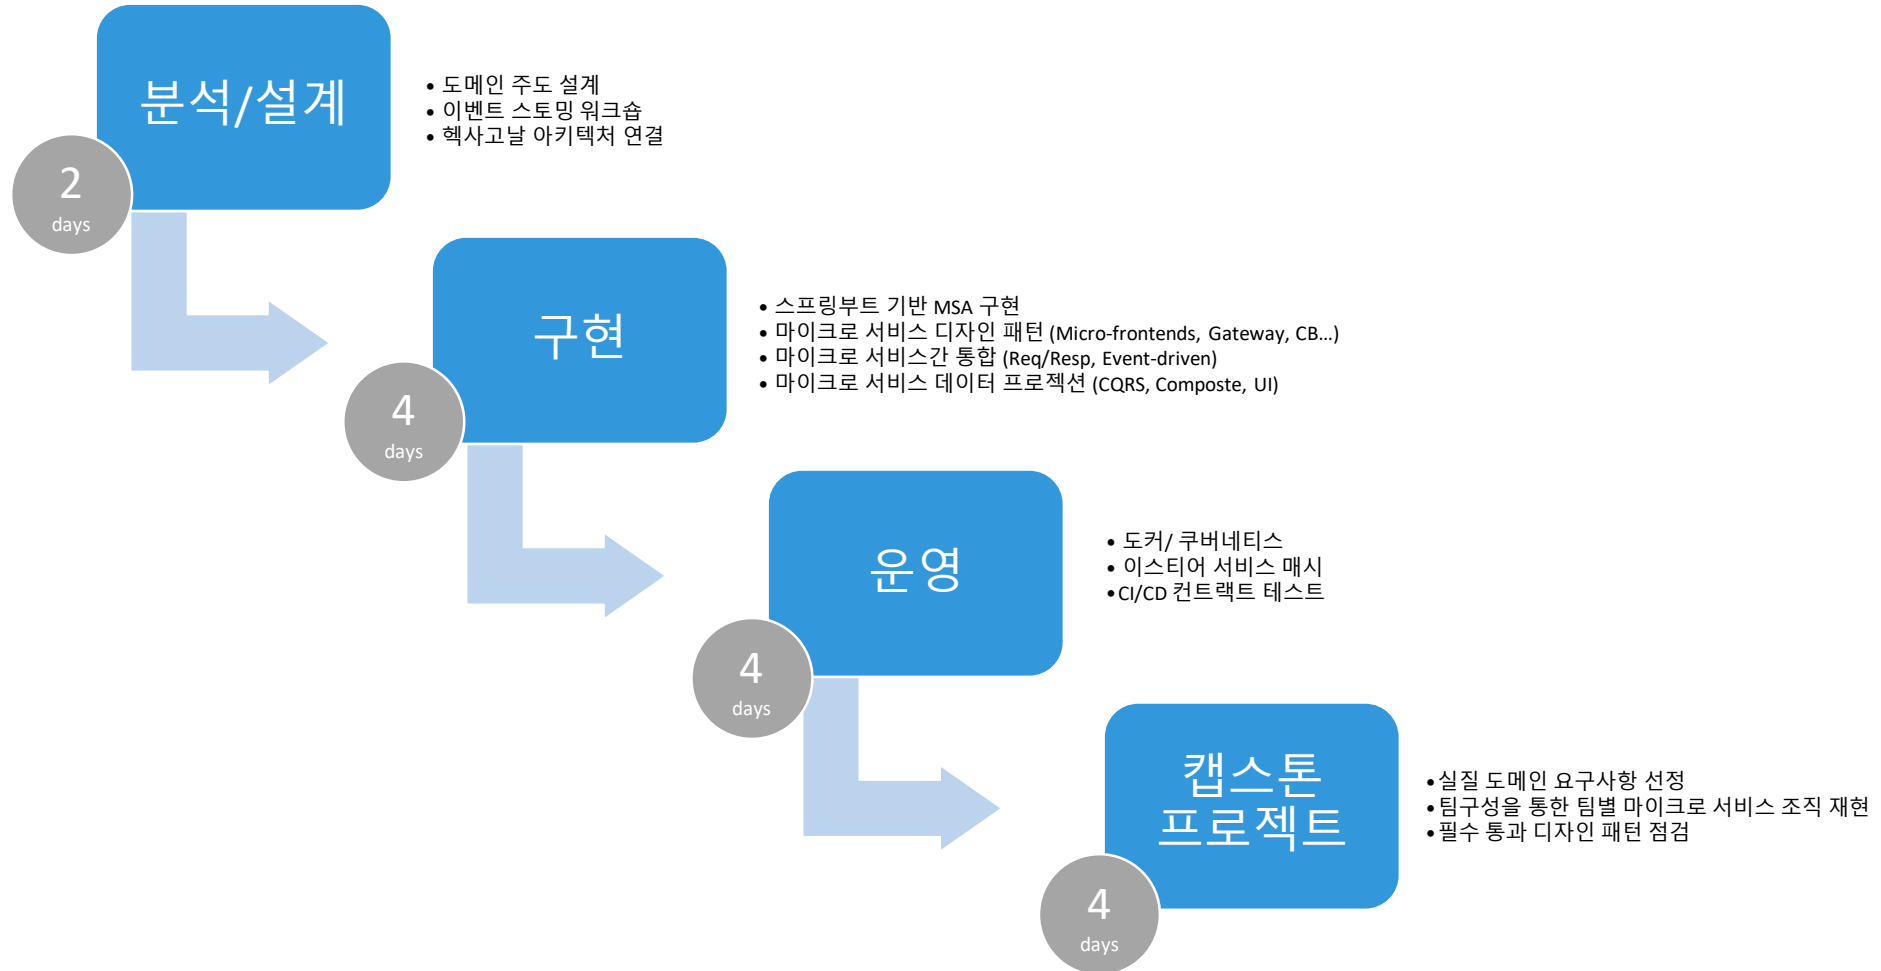 분석/설계
• 도메인 주도 설계
• 이벤트 스토밍 워크숍
• 헥사고날 아키텍처 연결
2
days
구현
• 스프링부트 기반 MSA 구현
• 마이크로 서비스 디자인 패턴 (Micro-frontends, Gateway, CB...)
• 마이크로 서비스간 통합 (Req/Resp, Event-driven)
• 마이크로 서비스 데이터 프로젝션 (CQRS, Composte, UI)
4
days
운영
• 도커/ 쿠버네티스
• 이스티어 서비스 매시
•CI/CD 컨트랙트 테스트
4
days
캡스톤
프로젝트
•실질 도메인 요구사항 선정
•팀구성을 통한 팀별 마이크로 서비스 조직 재현
•필수 통과 디자인 패턴 점검
4
days